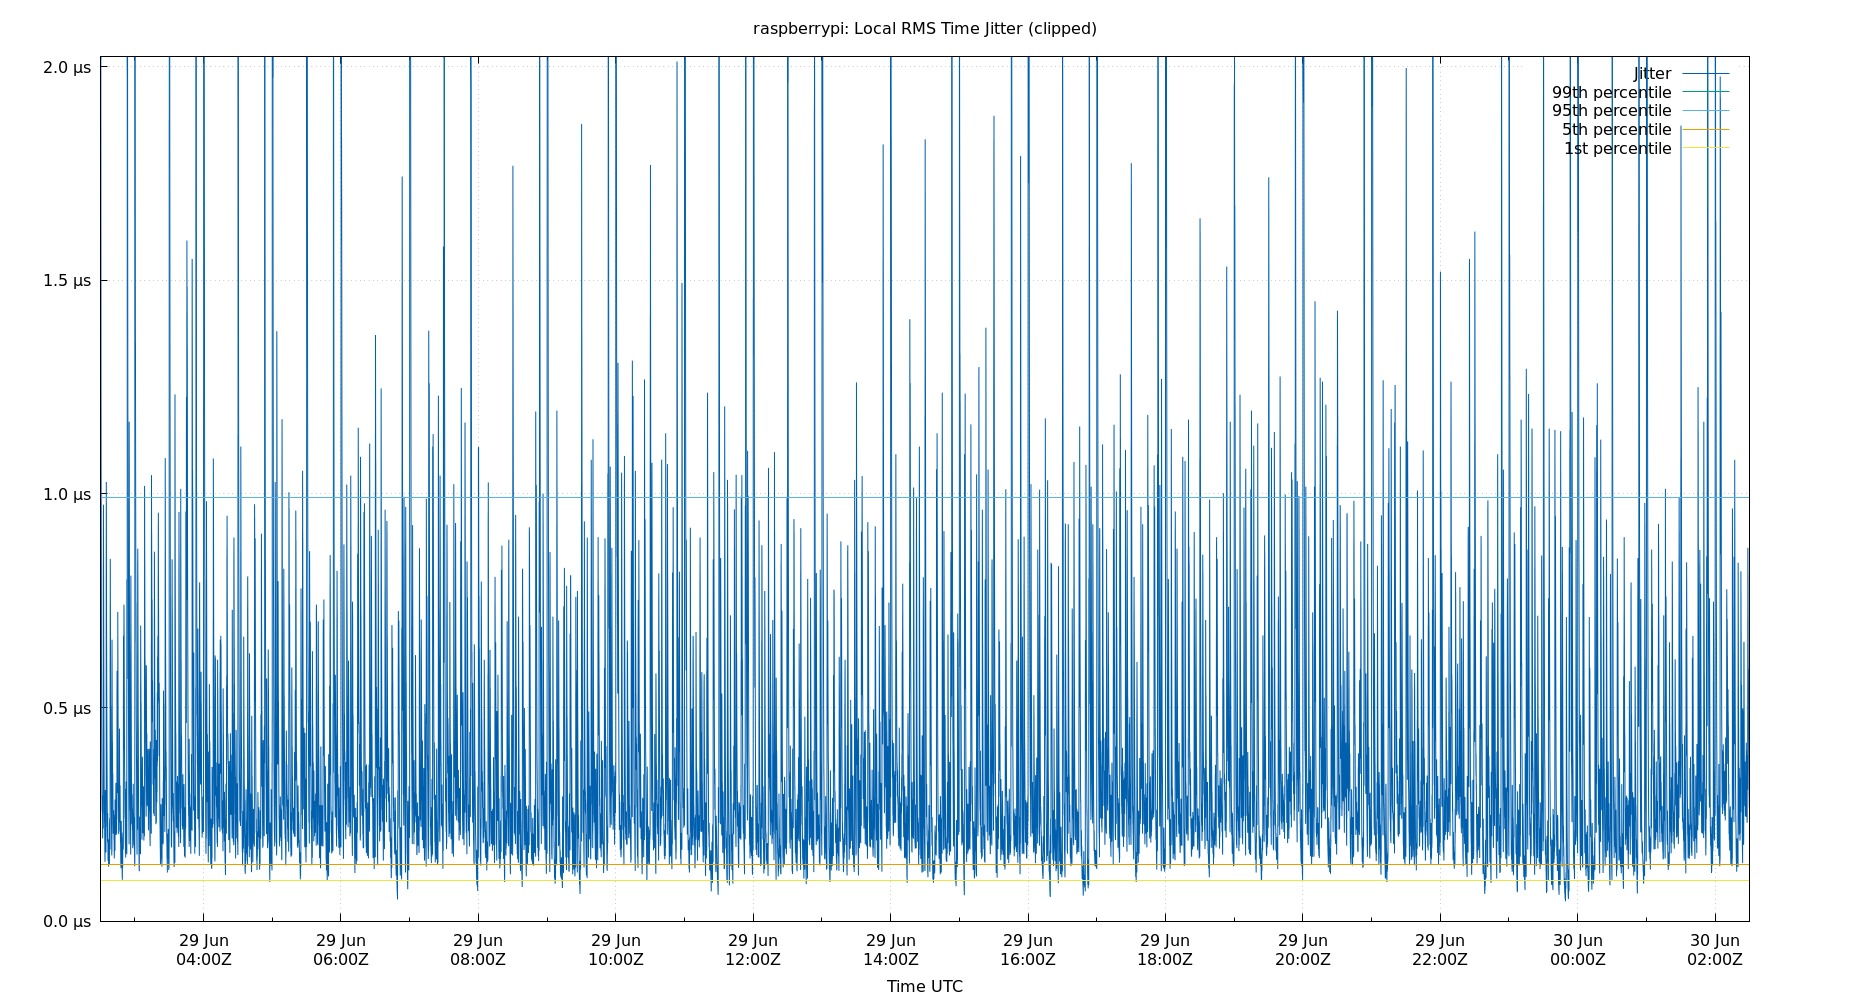 raspberrypi: Local RMS Time Jitter (clipped)
2.0 µs
1.5 µs
1.0 µs
0.5 µs
0.0 µs
Jitter
99th percentile
95th percentile
5th percentile
1st percentile
29 Jun 29 Jun 29 Jun 29 Jun 29 Jun 29 Jun 29 Jun 29 Jun 29 Jun 29 Jun 30 Jun 30 Jun
04:00Z 06:00Z 08:00Z 10:00Z 12:00Z 14:00Z 16:00Z 18:00Z 20:00Z 22:00Z 00:00Z 02:00Z
Time UTC